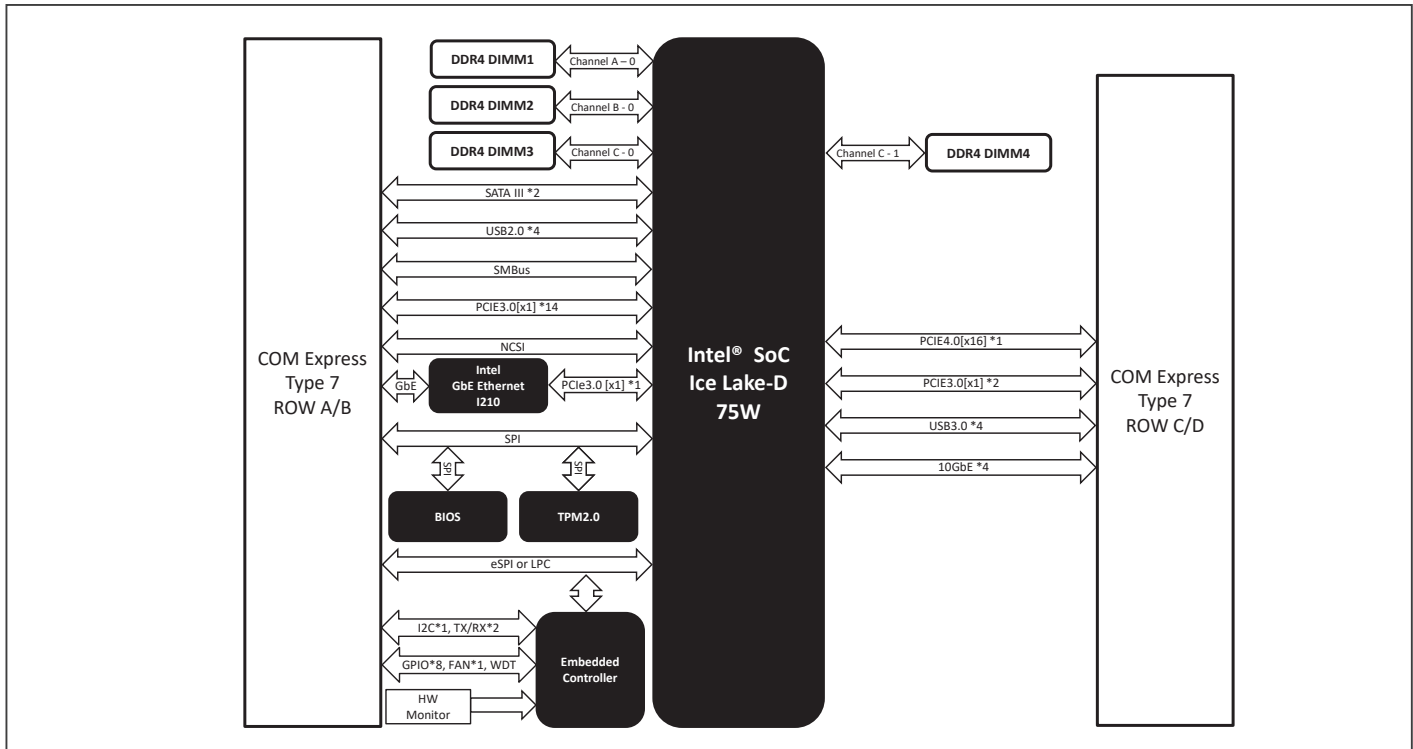 DDR4 DIMM1
Channel A – 0
DDR4 DIMM2
Channel B - 0
DDR4 DIMM3
Channel C - 0
Channel C - 1
DDR4 DIMM4
SATA III *2
USB2.0 *4
SMBus
PCIE3.0[x1] *14
NCSI
COM Express
Type 7
ROW A/B
GbE
Intel
GbE Ethernet
I210
PCIe3.0 [x1] *1
SPI
SPI
SPI
BIOS
TPM2.0
eSPI or LPC
I2C*1, TX/RX*2
GPIO*8, FAN*1, WDT
HW
Monitor
Embedded
Controller
Intel® SoC
Ice Lake-D
75W
PCIE4.0[x16] *1
PCIE3.0[x1] *2
USB3.0 *4
10GbE *4
COM Express
Type 7
ROW C/D